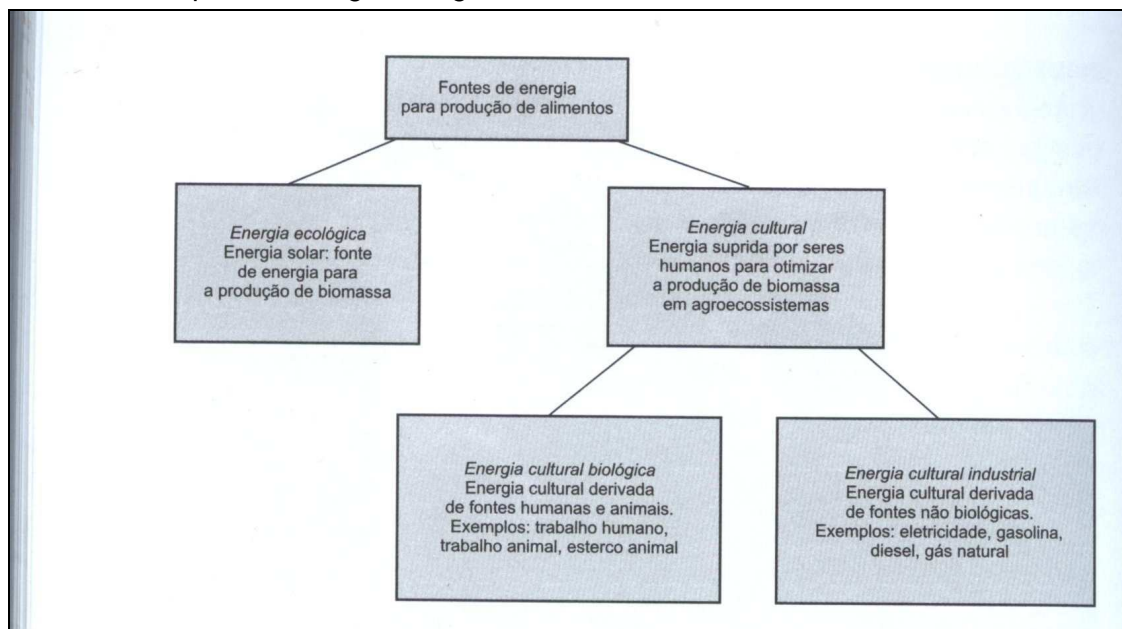 Fontes de energia
para produção de alimentos
Energia ecológica
Energia solar: fonte
de energia para
a produção de biomassa
Energia cultural
Energia suprida por seres
humanos para otimizar
a produção de biomassa
em agroecossistemas
Energia cultural biológica
Energia cultural derivada
de fontes humanas e animais.
Exemplos: trabalho humano,
trabalho animal, esterco animal
Energia cultural industrial
Energia cultural derivada
de fontes não biológicas.
Exemplos: eletricidade, gasolina,
diesel, gás natural